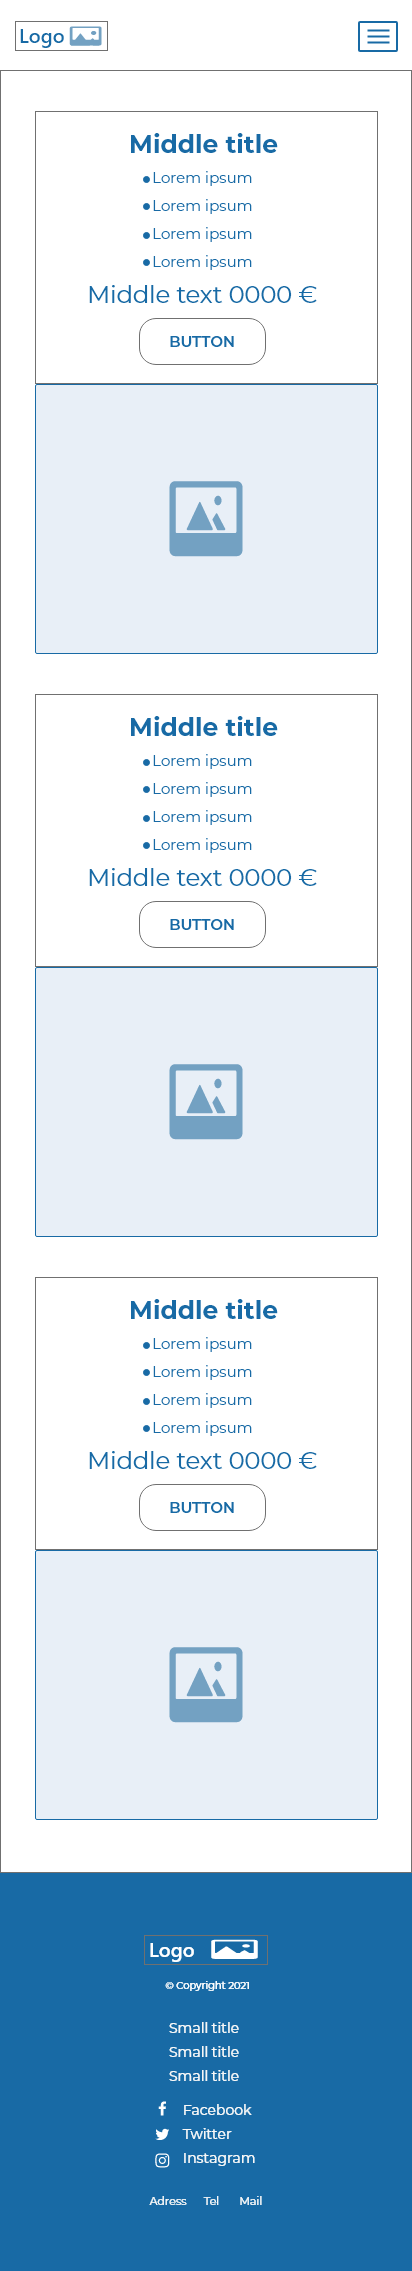 Logo
Middle title
•Lorem ipsum
•Lorem ipsum
•Lorem ipsum
•Lorem ipsum
Middle text 0000 €
BUTTON
Middle title
•Lorem ipsum
•Lorem ipsum
•Lorem ipsum
•Lorem ipsum
Middle text 0000 €
BUTTON
Middle title
•Lorem ipsum
•Lorem ipsum
•Lorem ipsum
•Lorem ipsum
Middle text 0000 €
BUTTON
Logo
© Copyright 2021
Small title
Small title
Small title
Facebook
Twitter
Instagram
Adress Tel Mail